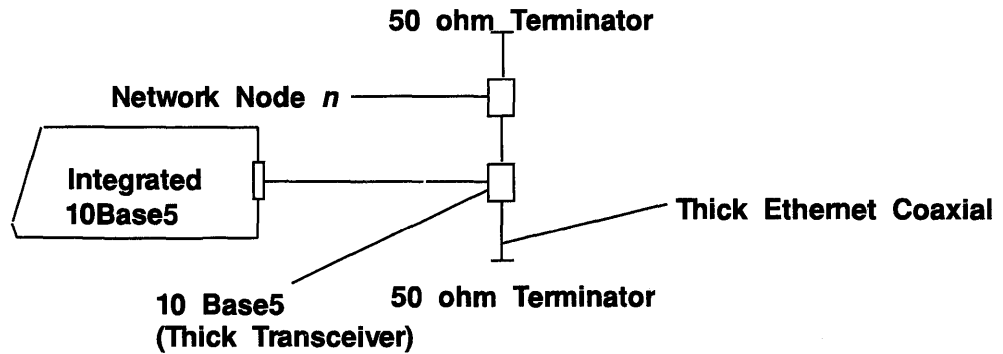 50 ohm Terminator
Network Node n
Integrated
10Base5
Thick Ethernet Coaxial
10 Base5
(Thick Transceiver)
50 ohm Terminator